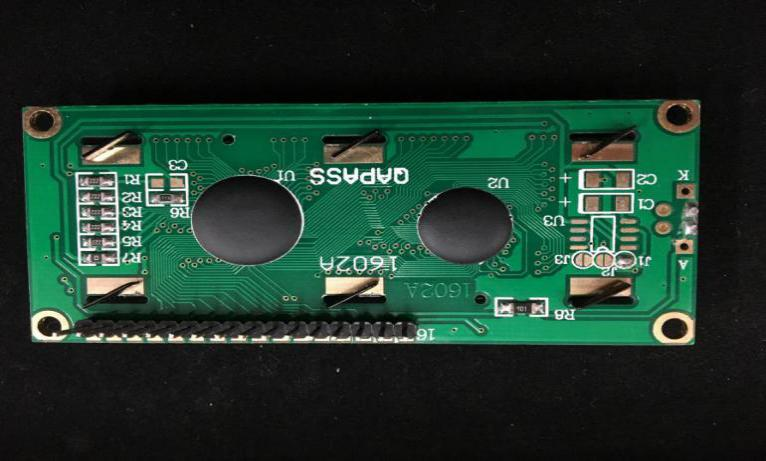 R1
R2
R3
R4
R5
R7
C3
R6
U1
QAPASS
U2
C2
+
C1
+
U3
K
J3
J2
J1
A
1602A
1602A
R8
101
16